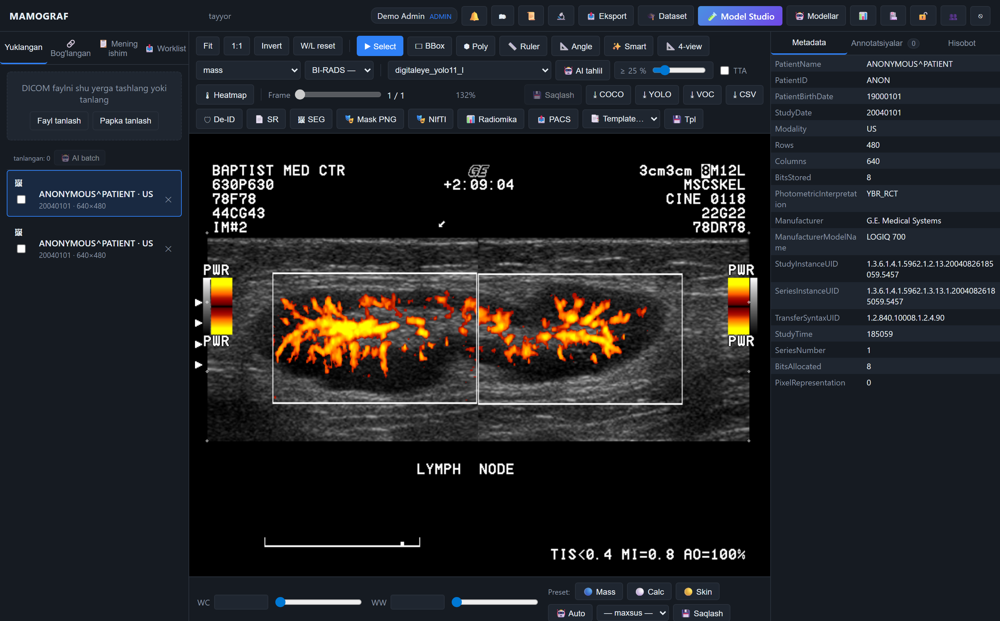 MAMOGRAF
tayyor
Demo Admin ADMIN
Eksport
Dataset
Model Studio
Modellar
Yuklangan
Bog'langan
Mening ishim
Worklist
DICOM faylni shu yerga tashlang yoki
tanlang
Fayl tanlash
Papka tanlash
tanlangan: 0
AI batch
ANONYMOUS^PATIENT · US
20040101 · 640×480
ANONYMOUS^PATIENT · US
20040101 · 640×480
Fit
1:1
Invert
W/L reset
Select
BBox
Poly
Ruler
Angle
Smart
4-view
mass
BI-RADS —
digitaleye_yolo11_l
AI tahlil
≥ 25 %
TTA
Heatmap
Frame
1 / 1
132%
Saqlash
↓ COCO
↓ YOLO
↓ VOC
↓ CSV
De-ID
SR
SEG
Mask PNG
NIfTI
Radiomika
PACS
Template…
Tpl
BAPTIST MED CTR
630P630
78F78
44CG43
IM#2
GE
+2:09:04
3cm3cm 8M12L
MSCSKEL
CINE 0118
22G22
78DR78
PWR
PWR
PWR
PWR
LYMPH NODE
TIS<0.4 MI=0.8 AO=100%
WC
WW
Preset:
Mass
Calc
Skin
Auto
— maxsus —
Saqlash
Metadata
Annotatsiyalar 0
Hisobot
PatientName ANONYMOUS^PATIENT
PatientID ANON
PatientBirthDate 19000101
StudyDate 20040101
Modality US
Rows 480
Columns 640
BitsStored 8
PhotometricInterpretat
ion YBR_RCT
Manufacturer G.E. Medical Systems
ManufacturerModelNa
me LOGIQ 700
StudyInstanceUID 1.3.6.1.4.1.5962.1.2.13.20040826185
059.5457
SeriesInstanceUID 1.3.6.1.4.1.5962.1.3.13.1.2004082618
5059.5457
TransferSyntaxUID 1.2.840.10008.1.2.4.90
StudyTime 185059
SeriesNumber 1
BitsAllocated 8
PixelRepresentation 0